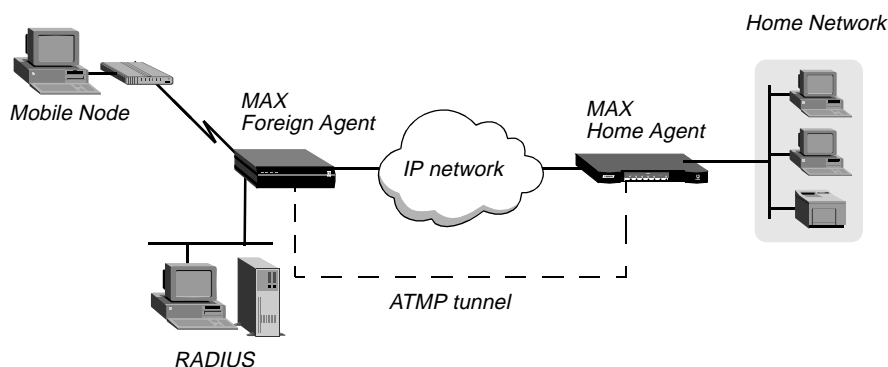 Home Network
Mobile Node
MAX
Foreign Agent
MAX
Home Agent
IP network
ATMP tunnel
RADIUS